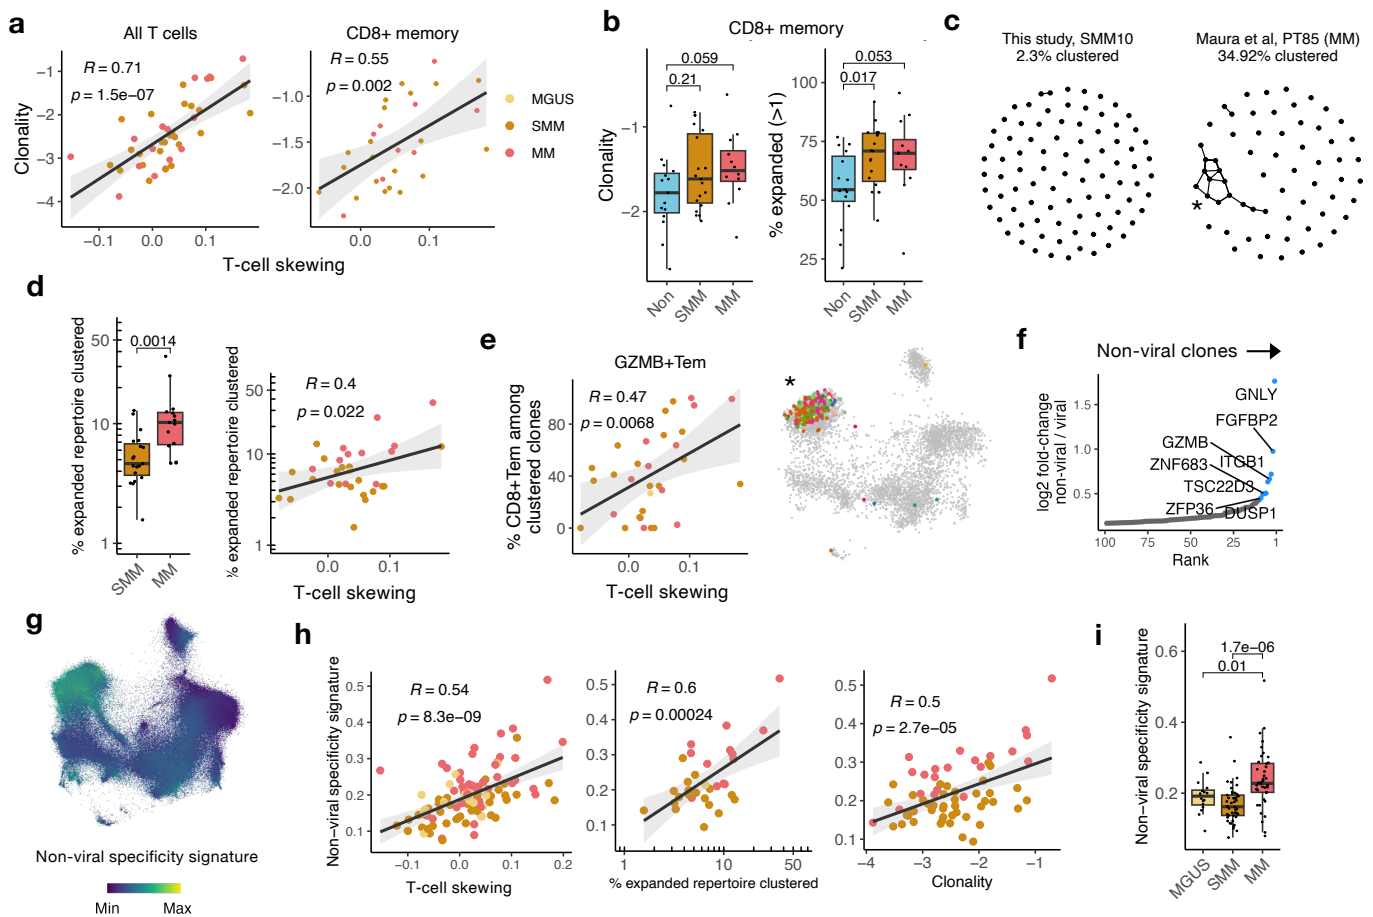 a
All T cells
CD8+ memory
R = 0.71
p = 1.5e−07
R = 0.55
p = 0.002
Clonality
−1
−2
−3
−4
−1.0
−1.5
−2.0
−0.1
0.0
0.1
0.0
0.1
T-cell skewing
MGUS
SMM
MM
b
CD8+ memory
0.059
0.21
Clonality
−1
−2
Non
SMM
MM
0.053
0.017
% expanded (>1)
100
75
50
25
Non
SMM
MM
c
This study, SMM10
2.3% clustered
Maura et al, PT85 (MM)
34.92% clustered
*
d
% expanded repertoire clustered
50
10
1
0.0014
SMM
MM
% expanded repertoire clustered
50
10
1
R = 0.4
p = 0.022
0.0
0.1
T-cell skewing
e
GZMB+Tem
% CD8+Tem among
clustered clones
80
40
0
R = 0.47
p = 0.0068
0.0
0.1
T-cell skewing
*
f
Non-viral clones
log2 fold-change
non-viral / viral
1.5
1.0
0.5
GNLY
FGFBP2
GZMB
ITGB1
ZNF683
TSC22D3
ZFP36
DUSP1
100
75
50
25
1
Rank
g
Non-viral specificity signature
Min
Max
h
Non−viral specificity signature
0.5
0.4
0.3
0.2
0.1
R = 0.54
p = 8.3e−09
−0.1
0.0
0.1
0.2
T-cell skewing
0.5
0.4
0.3
0.2
0.1
R = 0.6
p = 0.00024
1
10
50
% expanded repertoire clustered
0.5
0.4
0.3
0.2
0.1
R = 0.5
p = 2.7e−05
−4
−3
−2
−1
Clonality
i
Non−viral specificity signature
0.6
0.4
0.2
1.7e−06
0.01
MGUS
SMM
MM